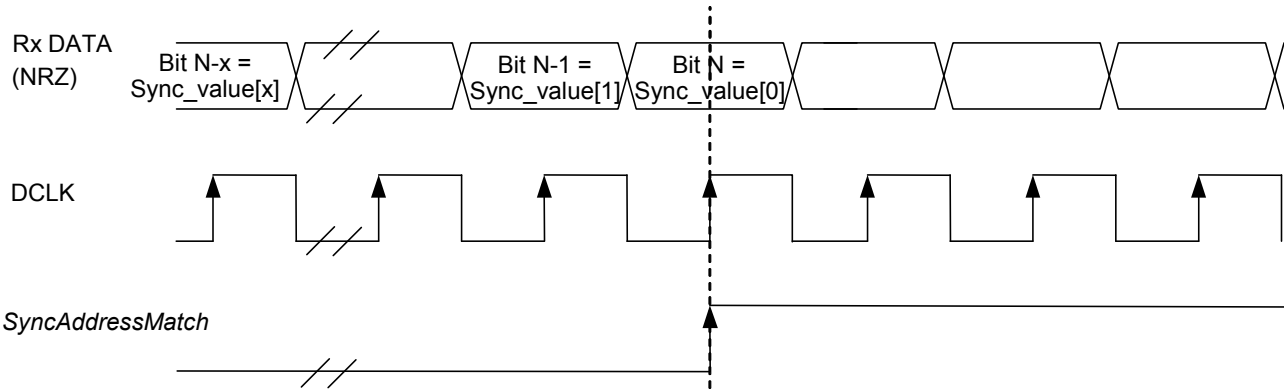 Rx DATA
(NRZ)
Bit N-x =
Sync_value[x]
Bit N-1 =
Sync_value[1]
Bit N =
Sync_value[0]
DCLK
SyncAddressMatch